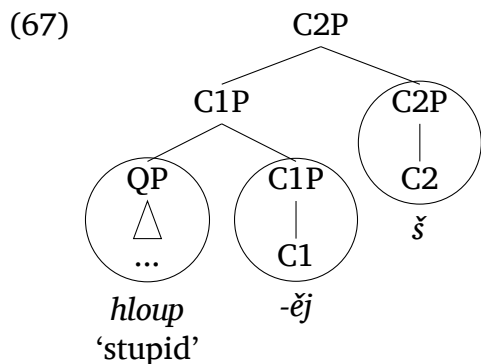 (67) C2P
C1P C2P
QP C1P C2
... C1 š
hloup -ěj
‘stupid’